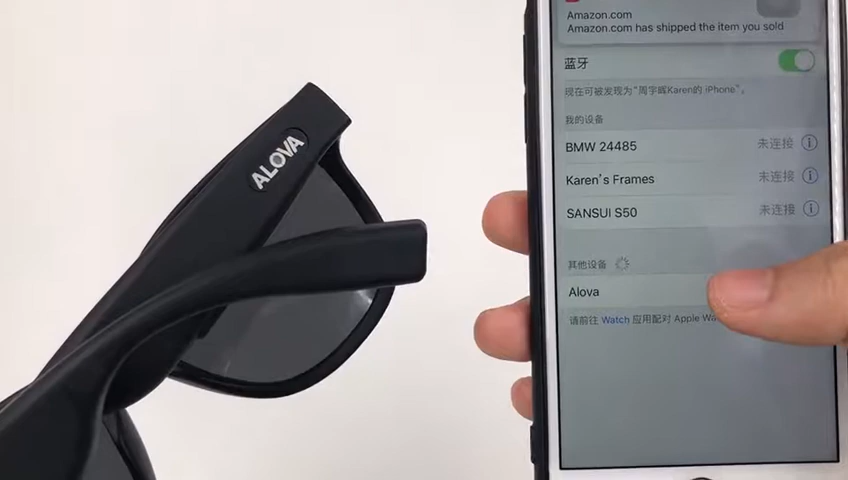 ALOVA
Amazon.com
Amazon.com has shipped the item you sold
蓝牙
现在可被发现为"周宇晖Karen的 iPhone"。
我的设备
BMW 24485 未连接
Karen's Frames 未连接
SANSUI S50 未连接
其他设备
Alova
请前往 Watch 应用配对 Apple